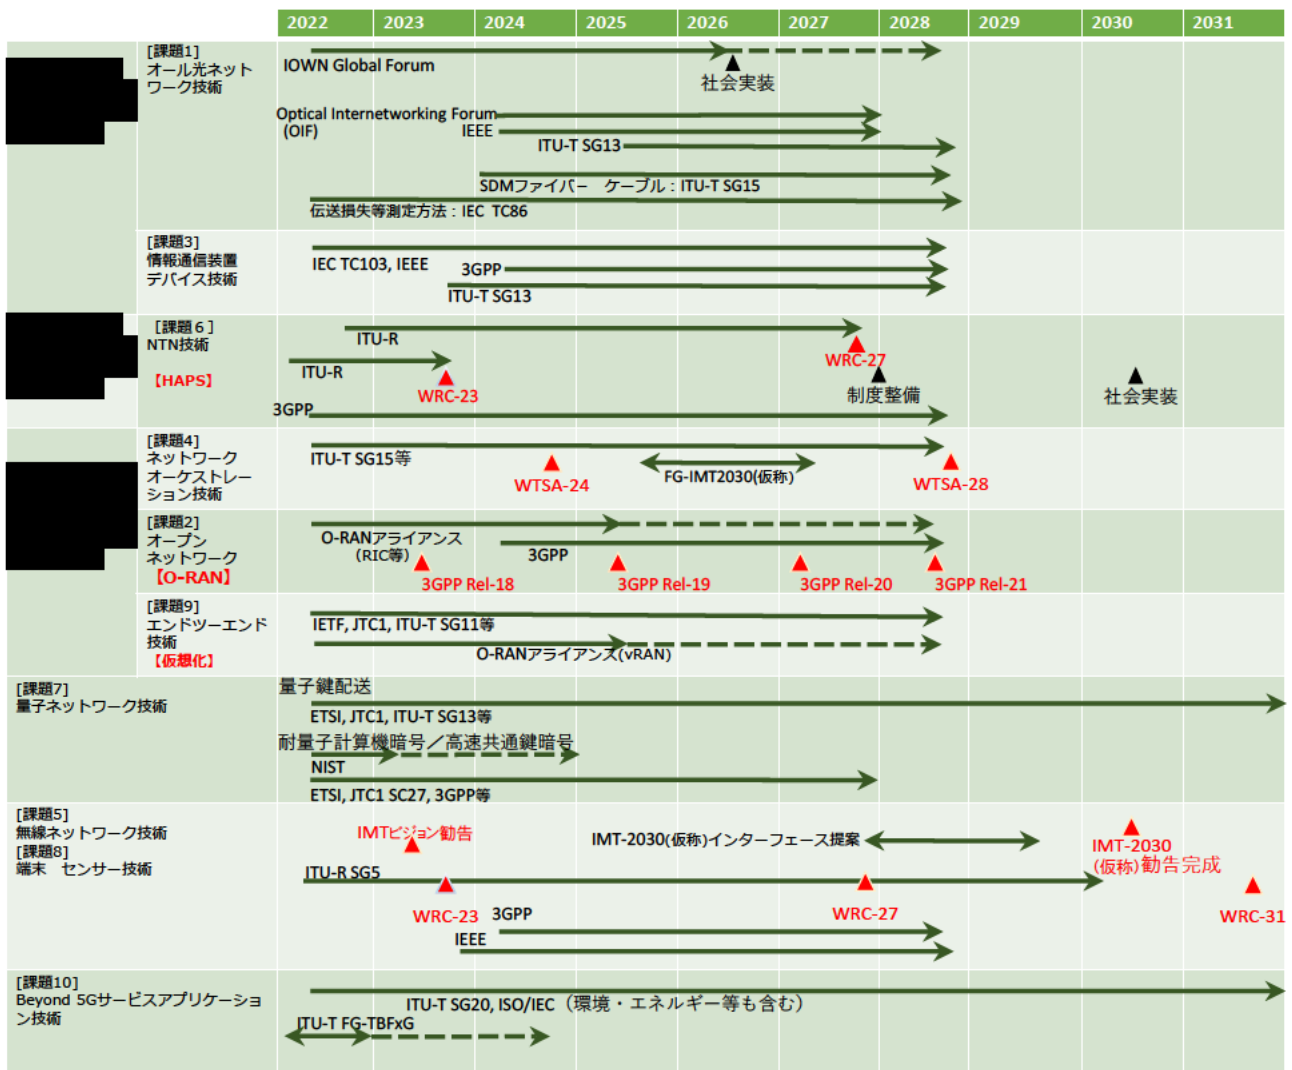 2022 2023 2024 2025 2026 2027 2028 2029 2030 2031
[課題1]
オール光ネット
ワーク技術
IOWN Global Forum
社会実装
Optical Internetworking Forum
(OIF)
IEEE
ITU-T SG13
SDMファイバー　ケーブル：ITU-T SG15
伝送損失等測定方法：IEC TC86
[課題3]
情報通信装置
デバイス技術
IEC TC103, IEEE
3GPP
ITU-T SG13
[課題６]
NTN技術
【HAPS】
ITU-R
WRC-27
ITU-R
WRC-23
制度整備
社会実装
3GPP
[課題4]
ネットワーク
オーケストレー
ション技術
ITU-T SG15等
WTSA-24
FG-IMT2030(仮称)
WTSA-28
[課題2]
オープン
ネットワーク
【O-RAN】
O-RANアライアンス
（RIC等）
3GPP
3GPP Rel-18
3GPP Rel-19
3GPP Rel-20
3GPP Rel-21
[課題9]
エンドツーエンド
技術
【仮想化】
IETF, JTC1, ITU-T SG11等
O-RANアライアンス(vRAN)
[課題7]
量子ネットワーク技術
量子鍵配送
ETSI, JTC1, ITU-T SG13等
耐量子計算機暗号／高速共通鍵暗号
NIST
ETSI, JTC1 SC27, 3GPP等
[課題5]
無線ネットワーク技術
[課題8]
端末　センサー技術
IMTビジョン勧告
IMT-2030(仮称)インターフェース提案
IMT-2030
(仮称)勧告完成
ITU-R SG5
WRC-23
WRC-27
WRC-31
3GPP
IEEE
[課題10]
Beyond 5Gサービスアプリケーショ
ン技術
ITU-T SG20, ISO/IEC（環境・エネルギー等も含む）
ITU-T FG-TBFxG